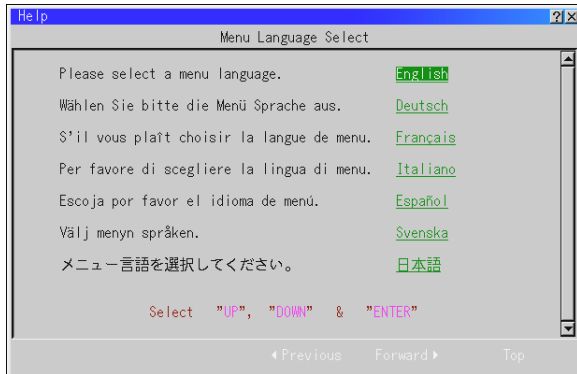 Help
Menu Language Select
Please select a menu language. English
Wählen Sie bitte die Menü Sprache aus. Deutsch
S'il vous plaît choisir la langue de menu. Français
Per favore di scegliere la lingua di menu. Italiano
Escoja por favor el idioma de menú. Español
Välj menyn språken. Svenska
メニュー言語を選択してください。 日本語
Select "UP", "DOWN" & "ENTER"
Previous Forward Top